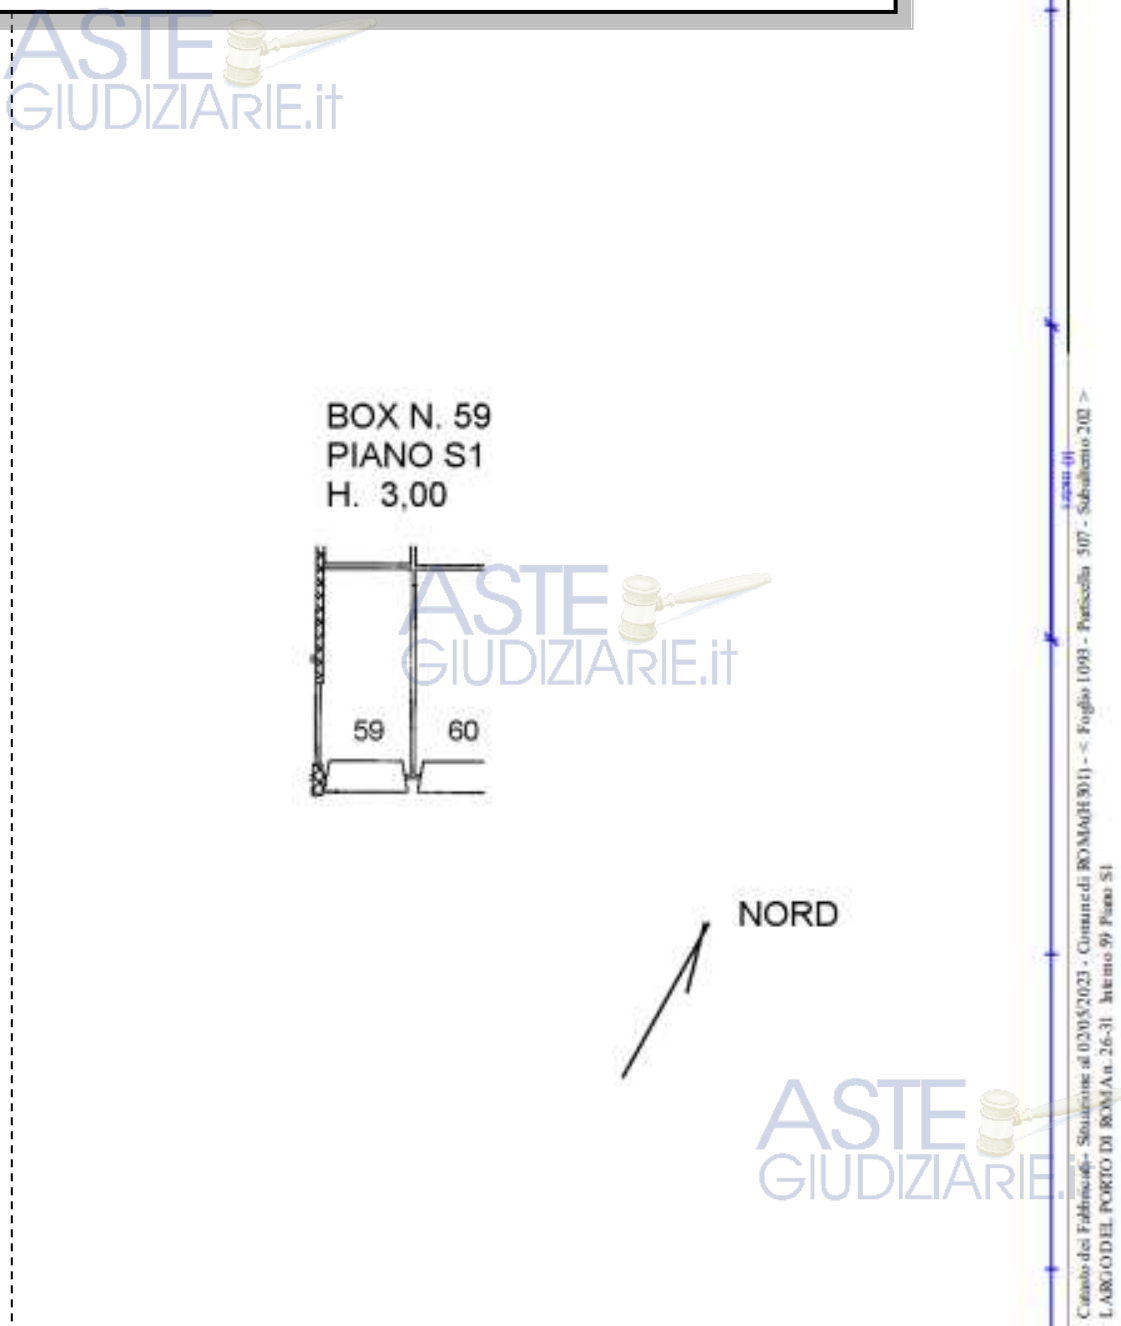 ASTE
GIUDIZIARIE.it
BOX N. 59
PIANO S1
H. 3,00
ASTE
GIUDIZIARIE.it
59
60
NORD
ASTE
GIUDIZIARIE.it
Catasto dei Fabbricati - Situazione al 02/05/2023 - Comune di ROMA(H501) - < Foglio 1093 - Particella 507 - Subalterno 202 >
LARGO DEL PORTO DI ROMA n. 26-31 Interno 59 Piano S1